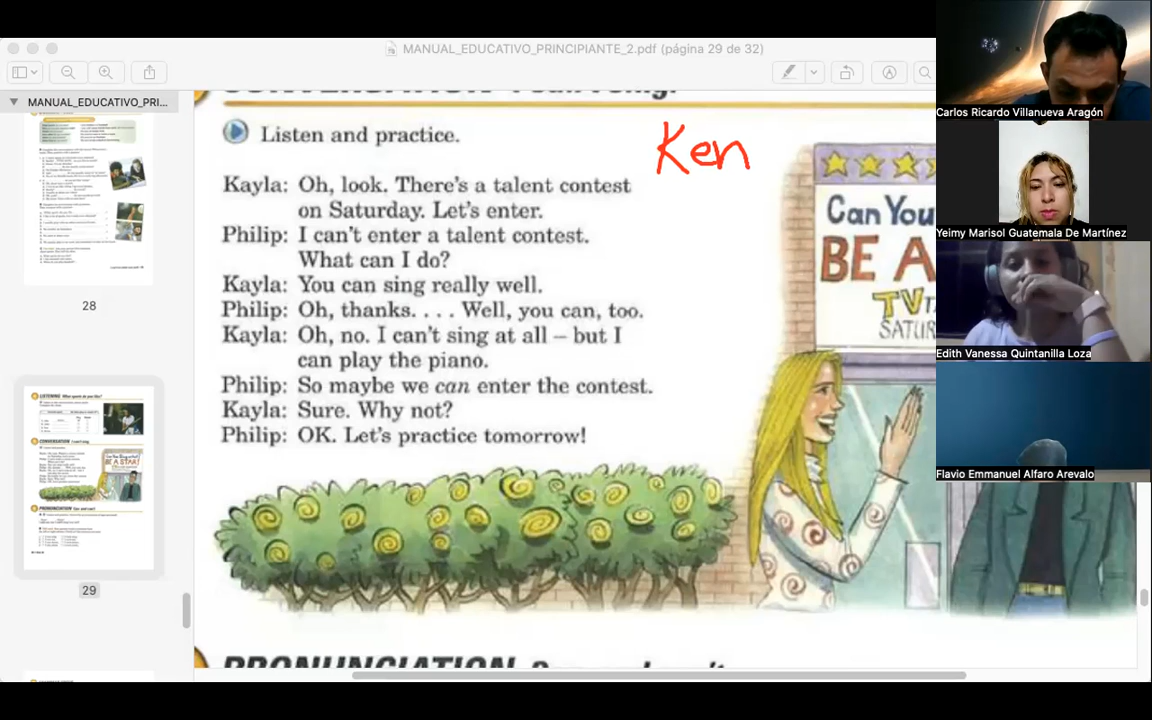 MANUAL_EDUCATIVO_PRINCIPIANTE_2.pdf (página 29 de 32)
MANUAL_EDUCATIVO_PRI...
28
29
Listen and practice.
Ken
Kayla: Oh, look. There's a talent contest
on Saturday. Let's enter.
Philip: I can't enter a talent contest.
What can I do?
Kayla: You can sing really well.
Philip: Oh, thanks. . . . Well, you can, too.
Kayla: Oh, no. I can't sing at all – but I
can play the piano.
Philip: So maybe we can enter the contest.
Kayla: Sure. Why not?
Philip: OK. Let's practice tomorrow!
Can You
BE A
TV
SATUR
PRONUNCIATION
Carlos Ricardo Villanueva Aragón
Yeimy Marisol Guatemala De Martínez
Edith Vanessa Quintanilla Loza
Flavio Emmanuel Alfaro Arevalo